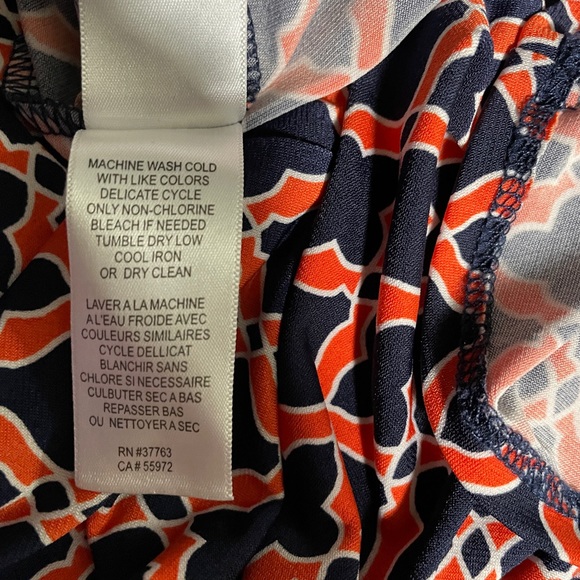 MACHINE WASH COLD
WITH LIKE COLORS
DELICATE CYCLE
ONLY NON-CHLORINE
BLEACH IF NEEDED
TUMBLE DRY LOW
COOL IRON
OR DRY CLEAN
LAVER A LA MACHINE
A L'EAU FROIDE AVEC
COULEURS SIMILAIRES
CYCLE DELLICAT
BLANCHIR SANS
CHLORE SI NECESSAIRE
CULBUTER SEC A BAS
REPASSER BAS
OU NETTOYER A SEC
RN #37763
CA# 55972